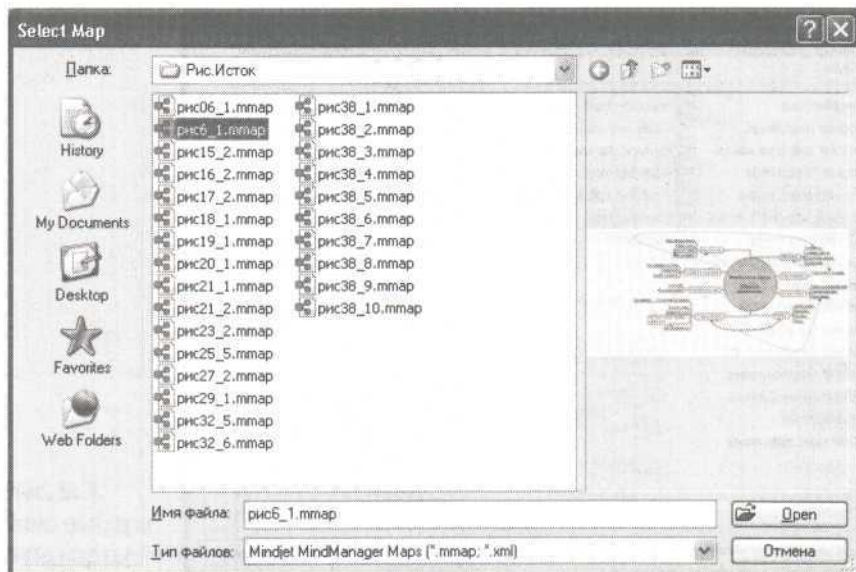 Select Map
Папка:
Рис.Исток
History
My Documents
Desktop
Favorites
Web Folders
рис06_1.mmap
рис6_1.mmap
рис15_2.mmap
рис16_2.mmap
рис17_2.mmap
рис18_1.mmap
рис19_1.mmap
рис20_1.mmap
рис21_1.mmap
рис21_2.mmap
рис23_2.mmap
рис25_5.mmap
рис27_2.mmap
рис29_1.mmap
рис32_5.mmap
рис32_6.mmap
рис38_1.mmap
рис38_2.mmap
рис38_3.mmap
рис38_4.mmap
рис38_5.mmap
рис38_6.mmap
рис38_7.mmap
рис38_8.mmap
рис38_9.mmap
рис38_10.mmap
Имя файла:
рис6_1.mmap
Open
Тип файлов:
Mindjet MindManager Maps (*.mmap; *.xml)
Отмена